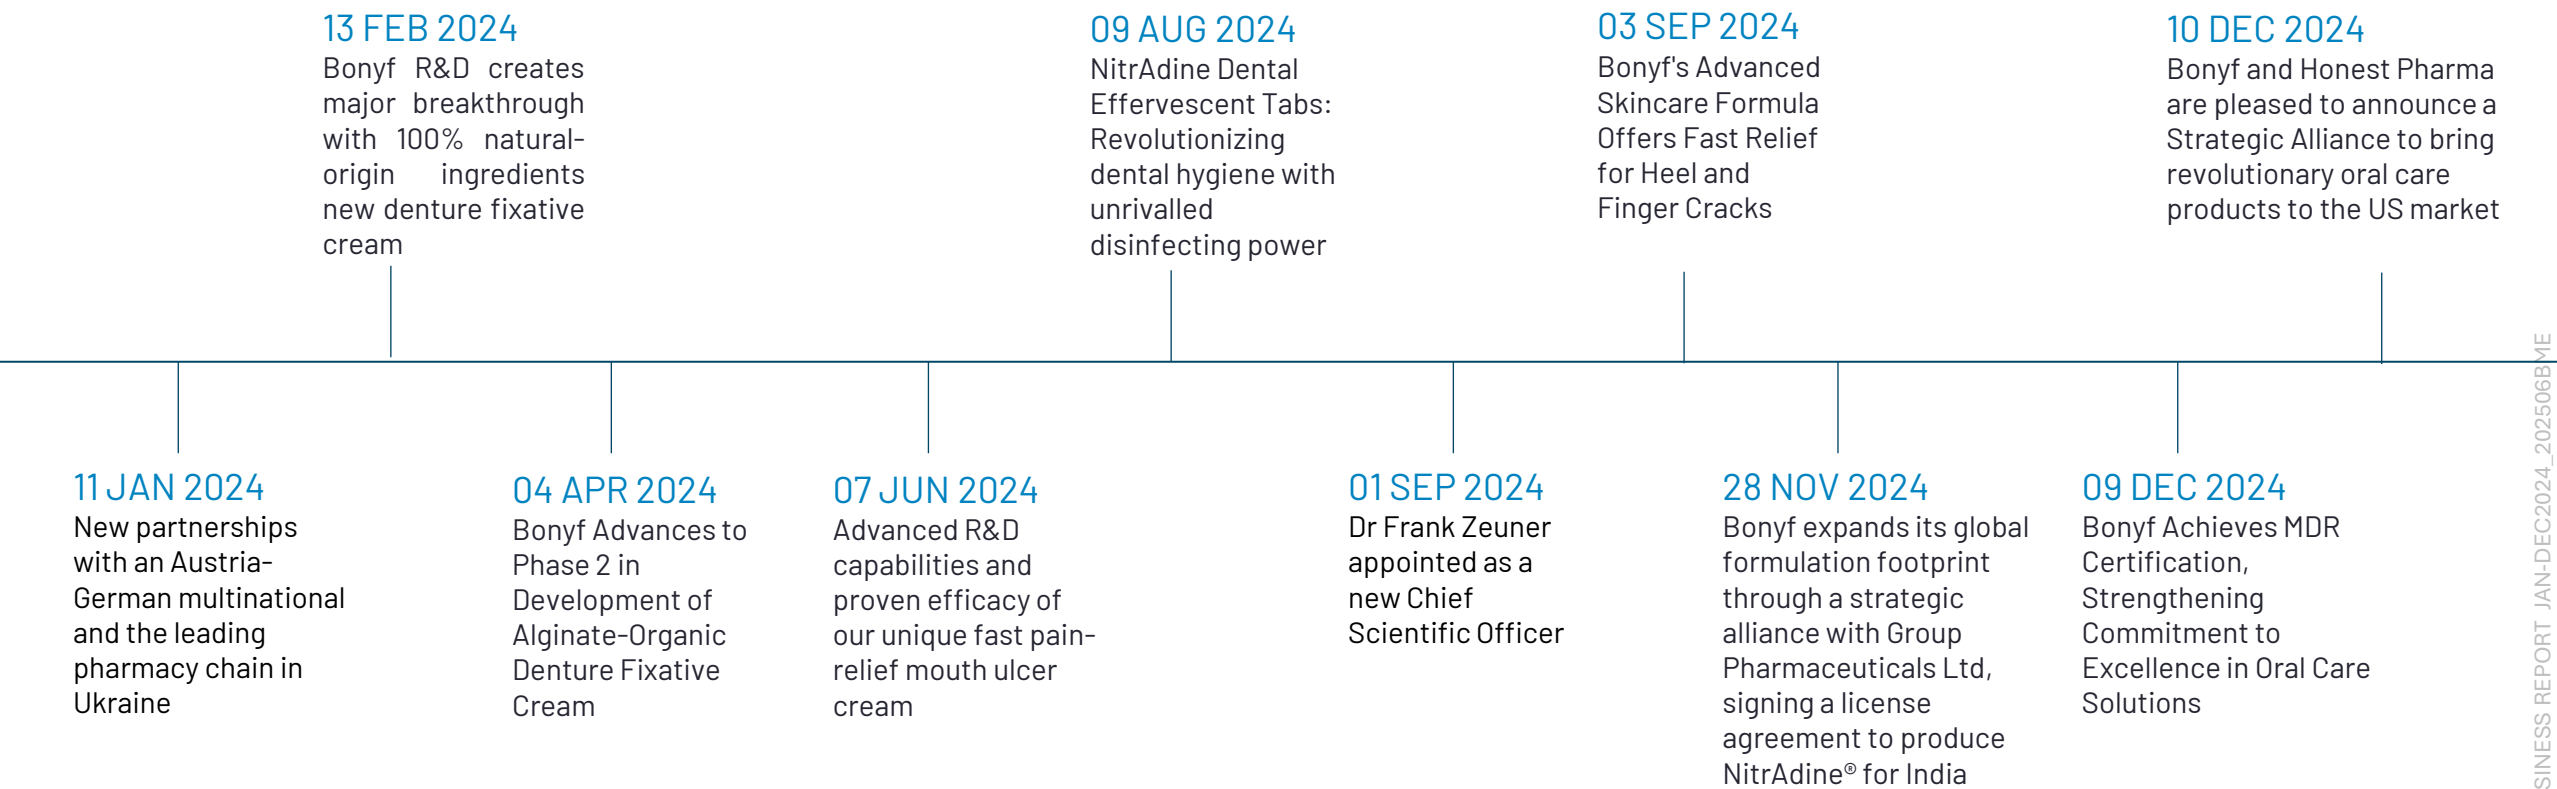 13 FEB 2024
Bonyf R&D creates
major breakthrough
with 100% natural-
origin ingredients
new denture fixative
cream
09 AUG 2024
NitrAdine Dental
Effervescent Tabs:
Revolutionizing
dental hygiene with
unrivalled
disinfecting power
03 SEP 2024
Bonyf's Advanced
Skincare Formula
Offers Fast Relief
for Heel and
Finger Cracks
10 DEC 2024
Bonyf and Honest Pharma
are pleased to announce a
Strategic Alliance to bring
revolutionary oral care
products to the US market
11 JAN 2024
New partnerships
with an Austria-
German multinational
and the leading
pharmacy chain in
Ukraine
04 APR 2024
Bonyf Advances to
Phase 2 in
Development of
Alginate-Organic
Denture Fixative
Cream
07 JUN 2024
Advanced R&D
capabilities and
proven efficacy of
our unique fast pain-
relief mouth ulcer
cream
01 SEP 2024
Dr Frank Zeuner
appointed as a
new Chief
Scientific Officer
28 NOV 2024
Bonyf expands its global
formulation footprint
through a strategic
alliance with Group
Pharmaceuticals Ltd,
signing a license
agreement to produce
NitrAdine® for India
09 DEC 2024
Bonyf Achieves MDR
Certification,
Strengthening
Commitment to
Excellence in Oral Care
Solutions
SINESS REPORT JAN-DEC2024_202506BME